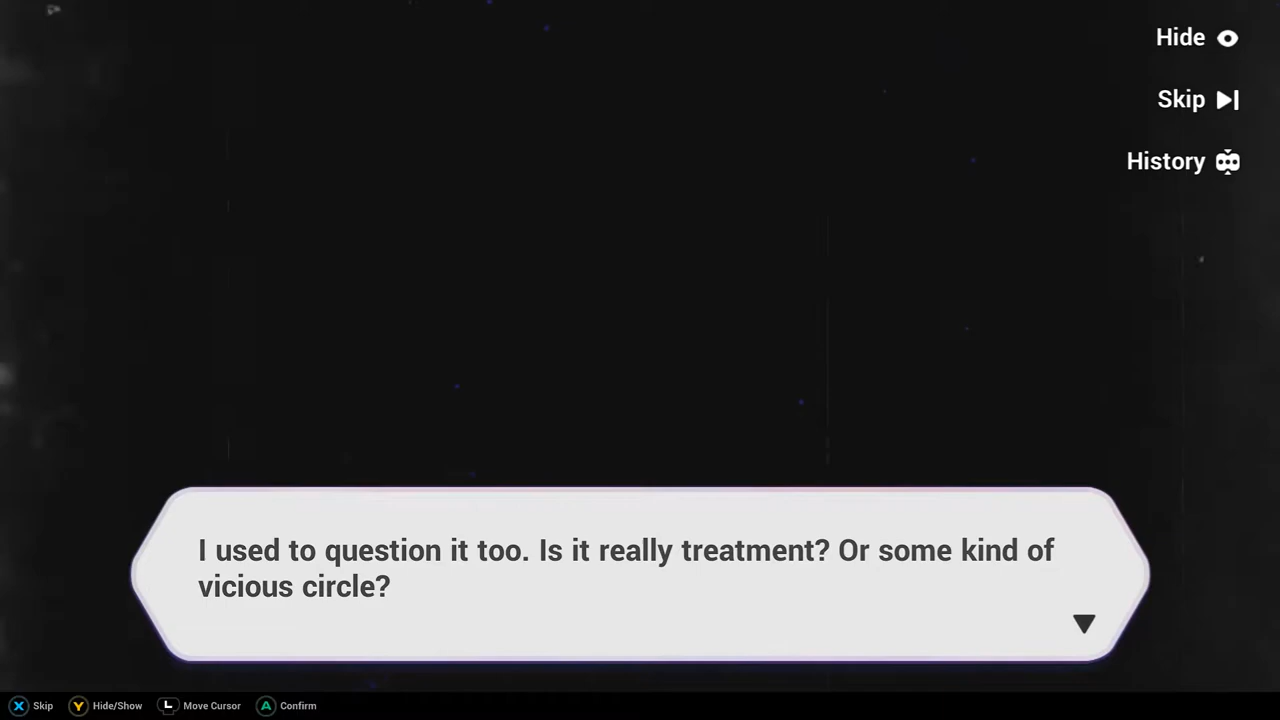 Hide
Skip
History
I used to question it too. Is it really treatment? Or some kind of
vicious circle?
X Skip
Y Hide/Show
L Move Cursor
A Confirm